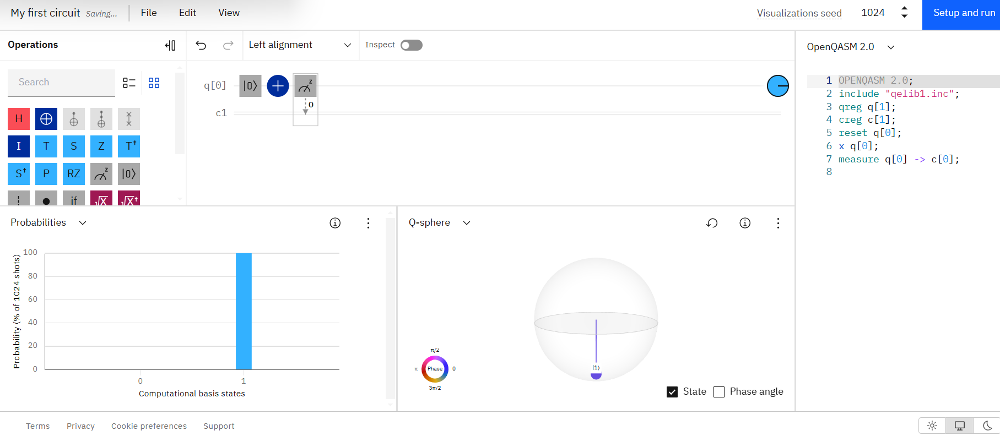 My first circuit Saving... File Edit View Visualizations seed 1024 Setup and run
Operations Left alignment Inspect OpenQASM 2.0
Search
H
I T S Z T†
S† P RZ z |0⟩
if √X √X†
q[0] |0⟩ + z
0
c1
1 OPENQASM 2.0;
2 include "qelib1.inc";
3 qreg q[1];
4 creg c[1];
5 reset q[0];
6 x q[0];
7 measure q[0] -> c[0];
8
Probabilities
Probability (% of 1024 shots)
100
80
60
40
20
0
0 1
Computational basis states
Q-sphere
|1⟩
π/2
π Phase 0
3π/2
State Phase angle
Terms Privacy Cookie preferences Support